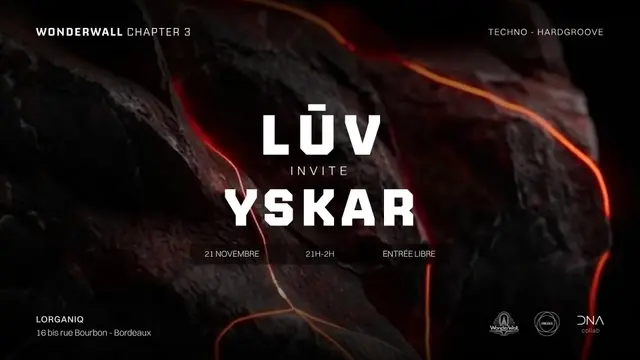 WONDERWALL CHAPTER 3
TECHNO - HARDGROOVE
LŪV
INVITE
YSKAR
21 NOVEMBRE
21H-2H
ENTRÉE LIBRE
LORGANIQ
16 bis rue Bourbon - Bordeaux
WonderWall
DNA
collab